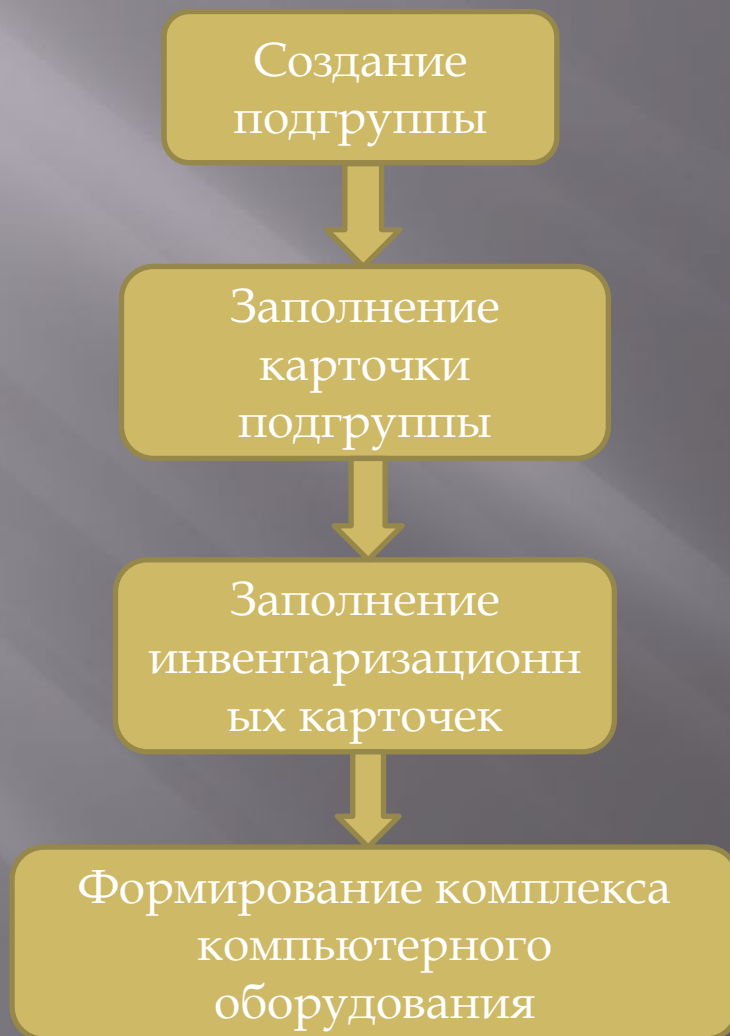 Создание
подгруппы
Заполнение
карточки
подгруппы
Заполнение
инвентаризационн
ых карточек
Формирование комплекса
компьютерного
оборудования